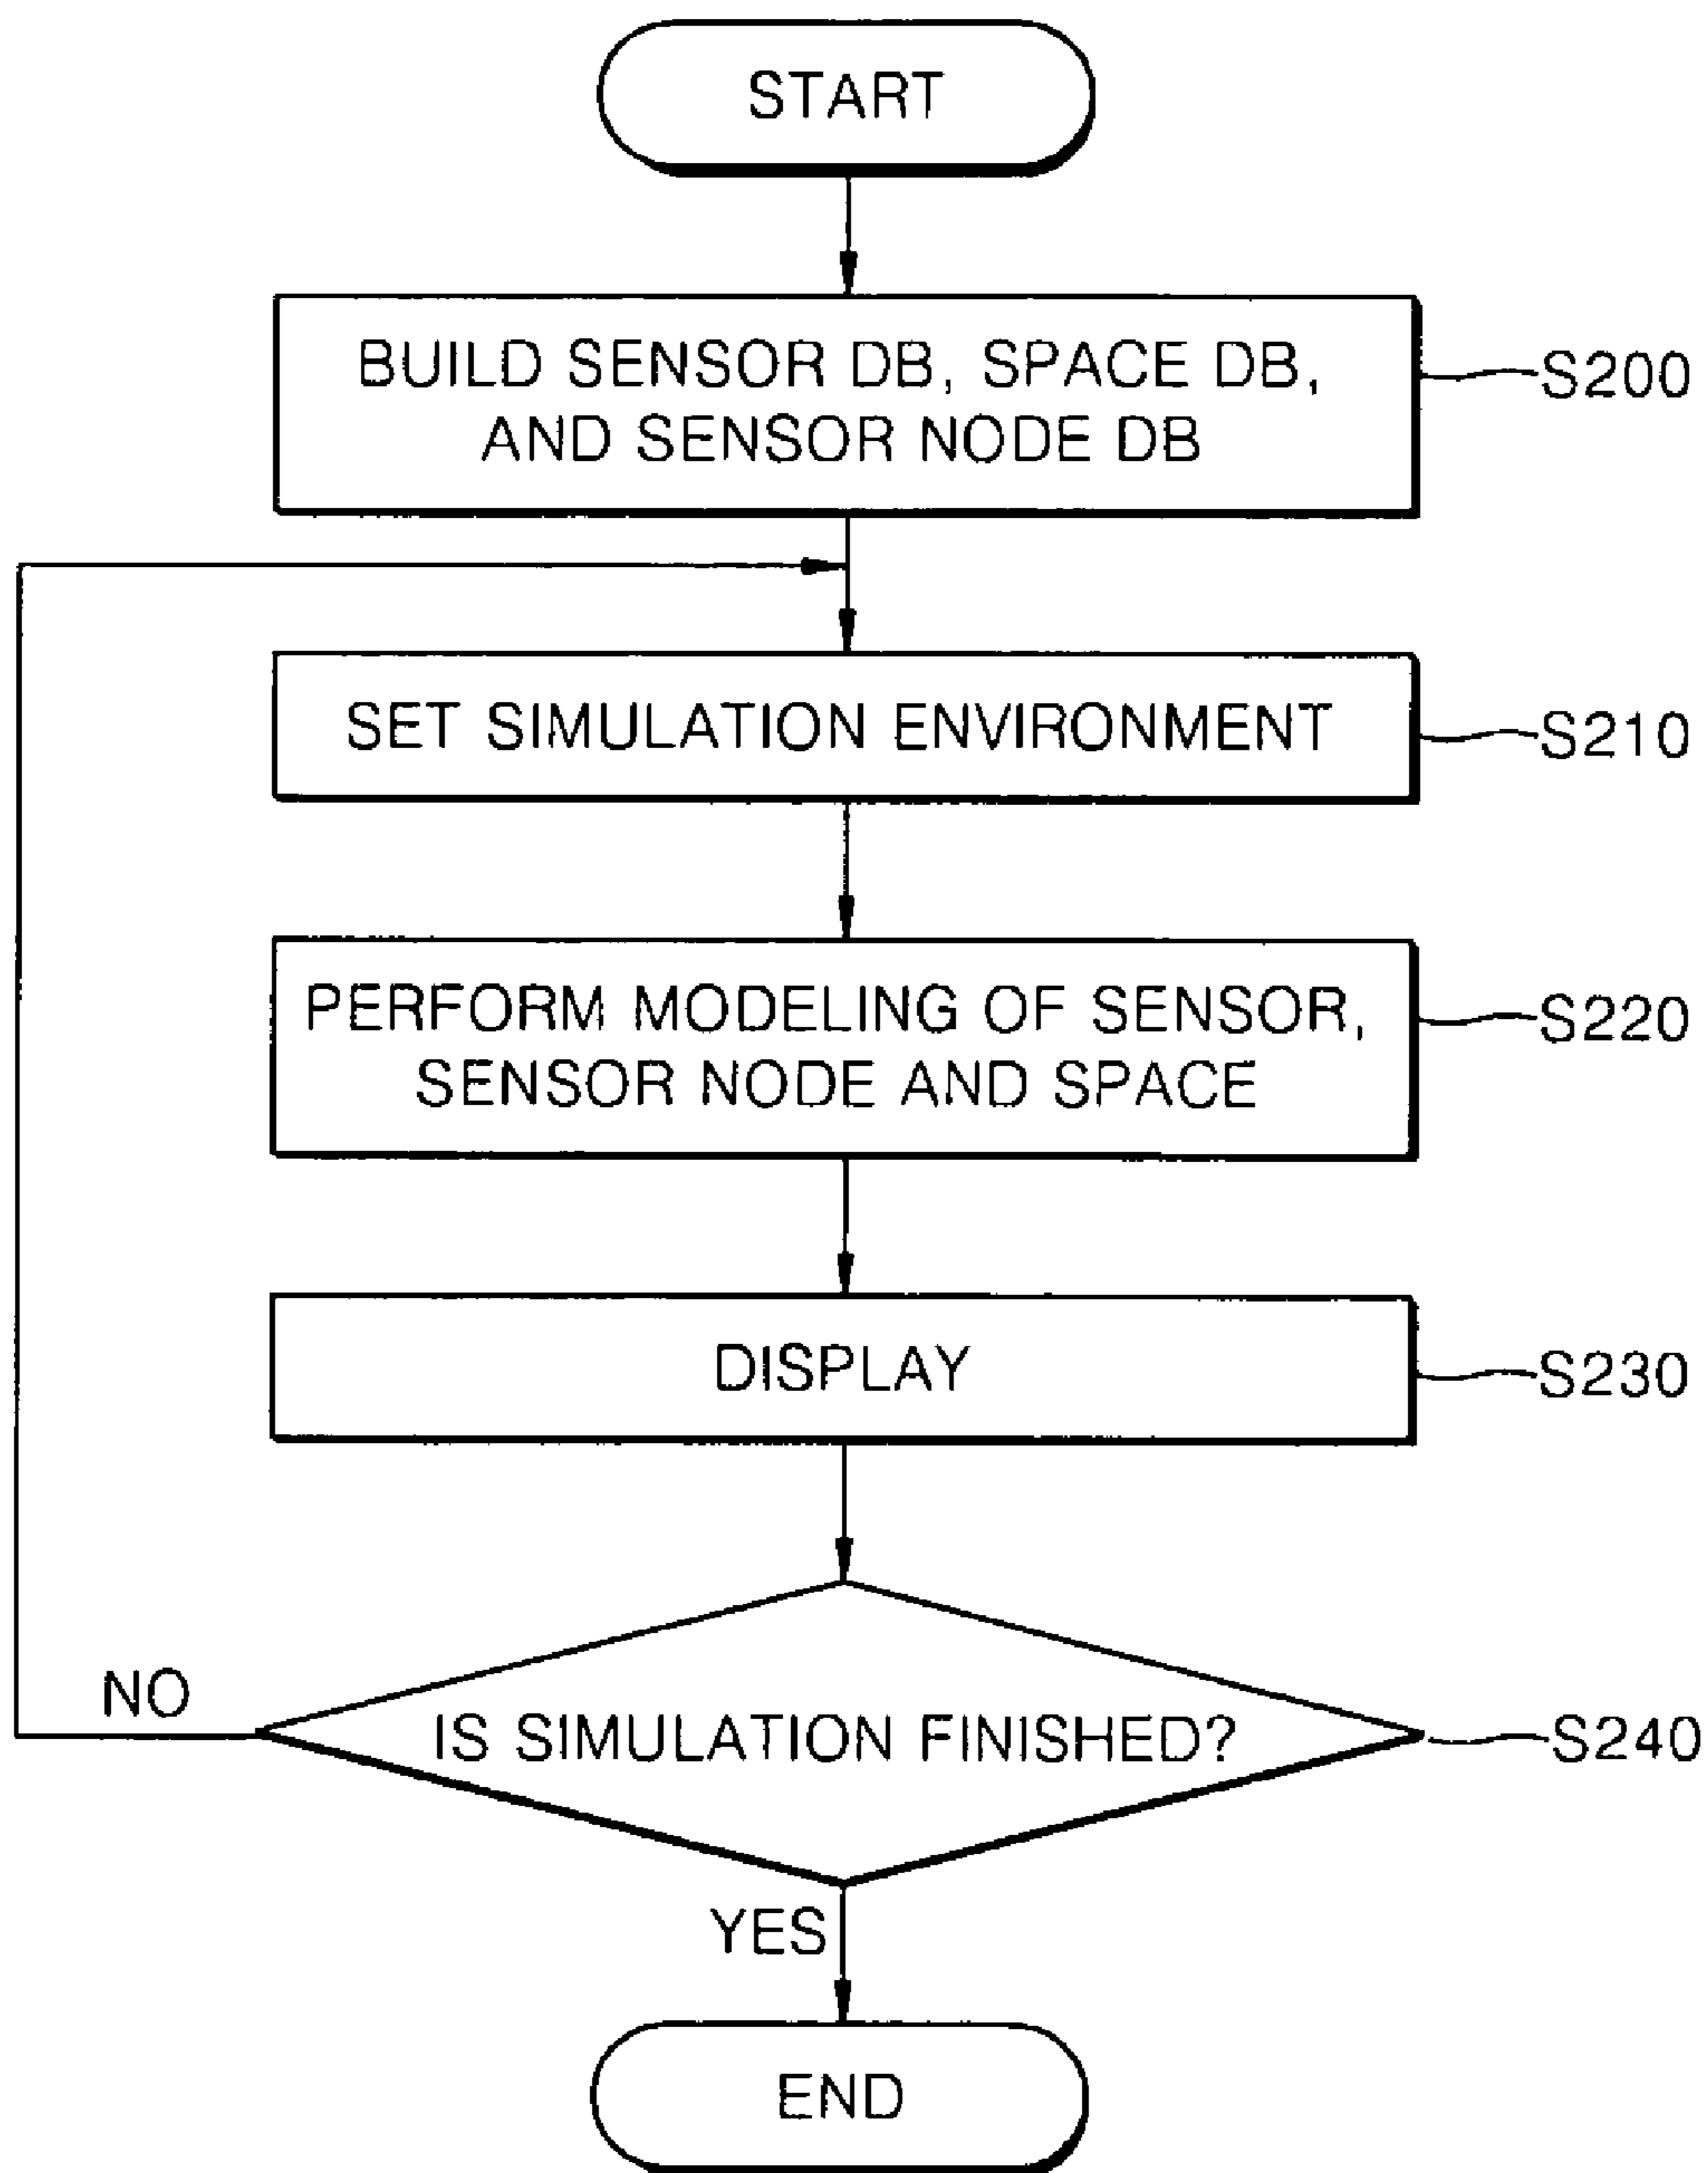 START
BUILD SENSOR DB, SPACE DB,
AND SENSOR NODE DB
S200
SET SIMULATION ENVIRONMENT
S210
PERFORM MODELING OF SENSOR,
SENSOR NODE AND SPACE
S220
DISPLAY
S230
NO
IS SIMULATION FINISHED?
S240
YES
END